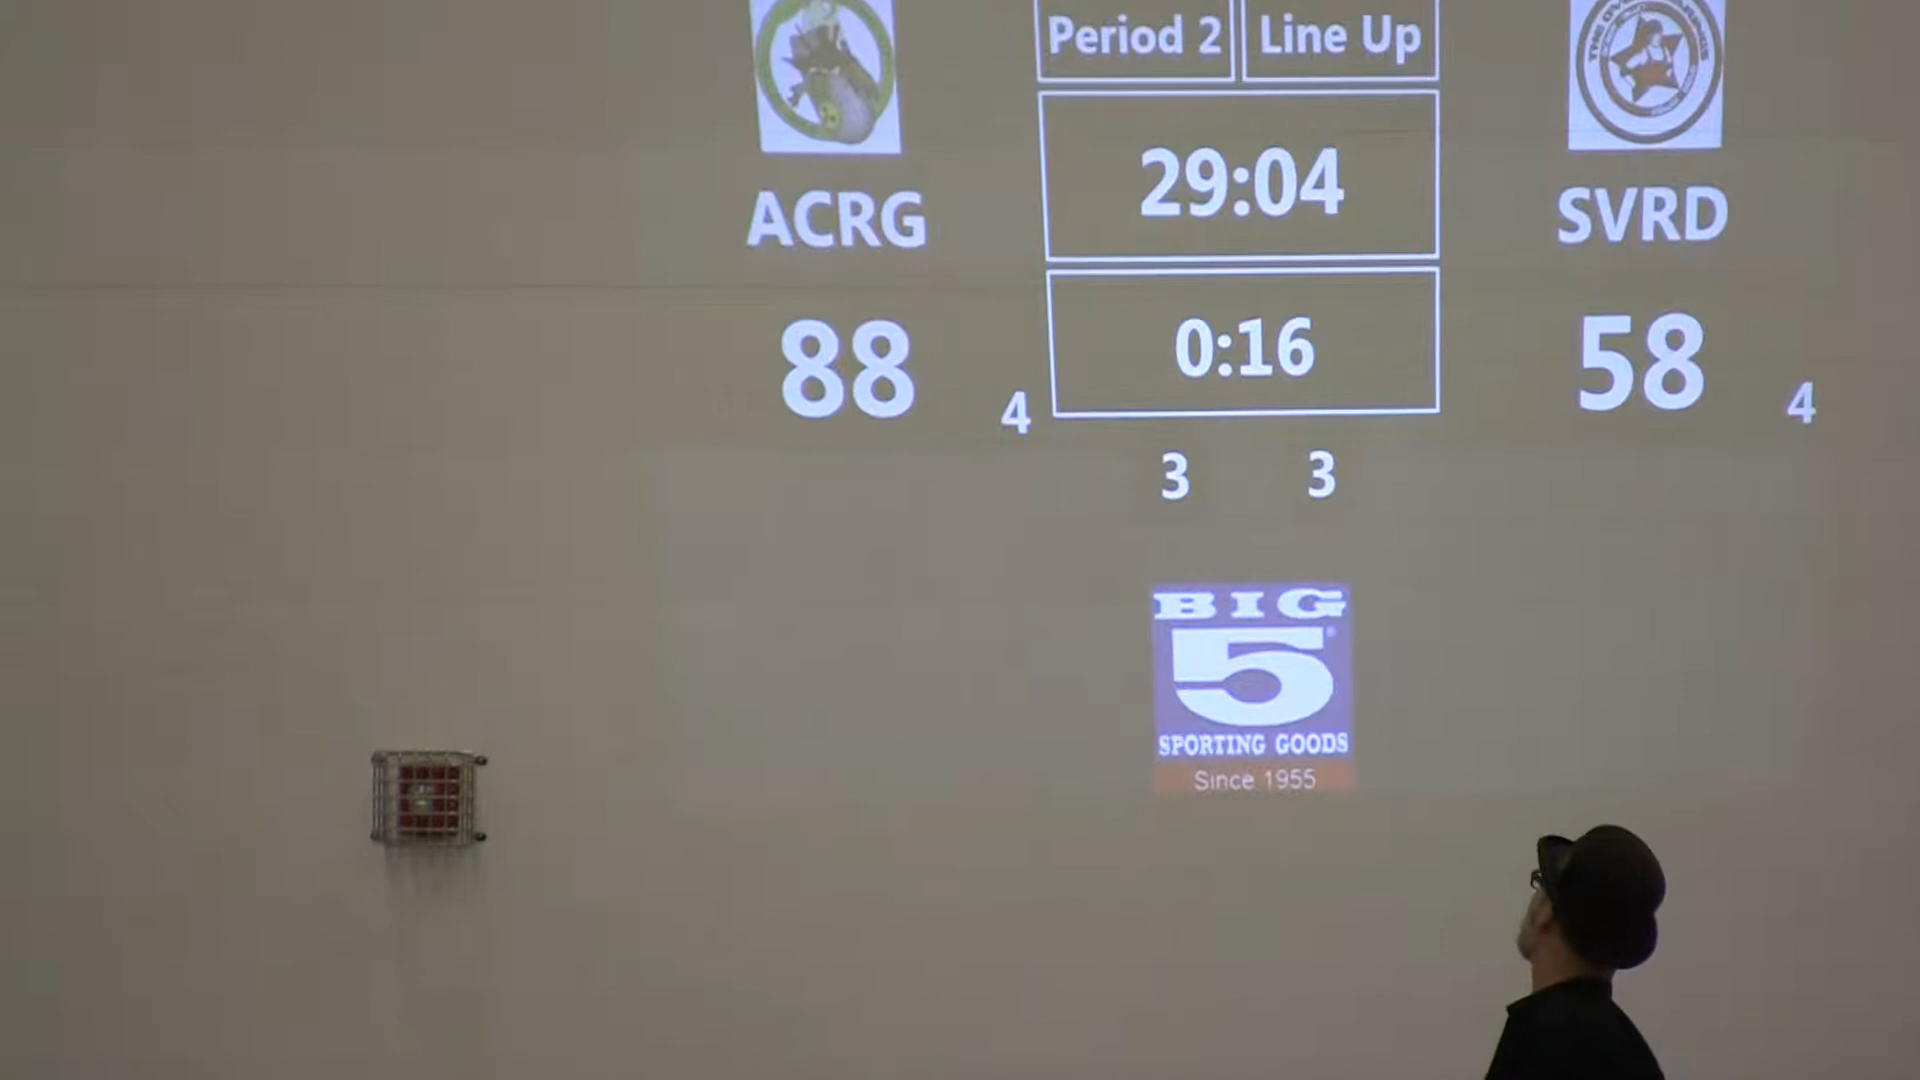 Period 2
Line Up
29:04
ACRG
SVRD
88
4
0:16
58
4
3
3
BIG
5
SPORTING GOODS
Since 1955